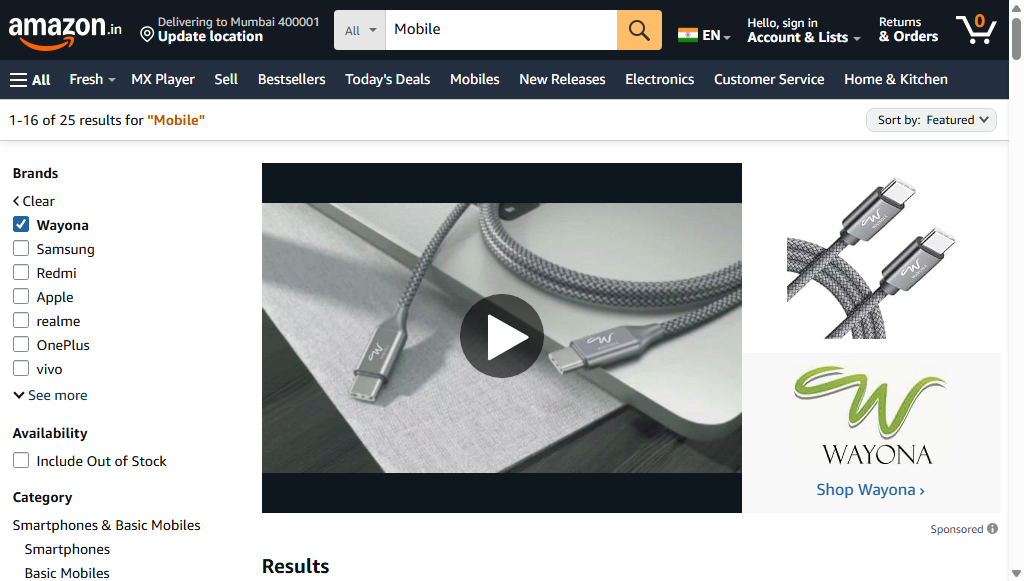 amazon.in
Delivering to Mumbai 400001
Update location
All
Mobile
EN
Hello, sign in
Account & Lists
Returns
& Orders
0
All
Fresh
MX Player
Sell
Bestsellers
Today's Deals
Mobiles
New Releases
Electronics
Customer Service
Home & Kitchen
1-16 of 25 results for "Mobile"
Sort by: Featured
Brands
Clear
Wayona
Samsung
Redmi
Apple
realme
OnePlus
vivo
See more
Availability
Include Out of Stock
Category
Smartphones & Basic Mobiles
Smartphones
Basic Mobiles
W
W
W
WAYONA
W
WAYONA
W
WAYONA
Shop Wayona ›
Sponsored
Results